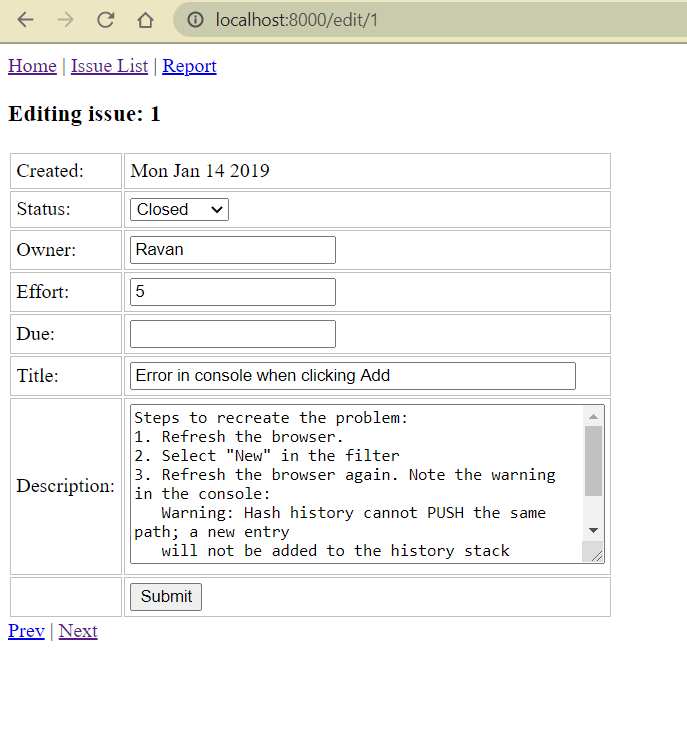 localhost:8000/edit/1
Home | Issue List | Report
Editing issue: 1
Created: Mon Jan 14 2019
Status: Closed
Owner: Ravan
Effort: 5
Due:
Title: Error in console when clicking Add
Description:
Steps to recreate the problem:
1. Refresh the browser.
2. Select "New" in the filter
3. Refresh the browser again. Note the warning
in the console:
   Warning: Hash history cannot PUSH the same
path; a new entry
   will not be added to the history stack
Submit
Prev | Next